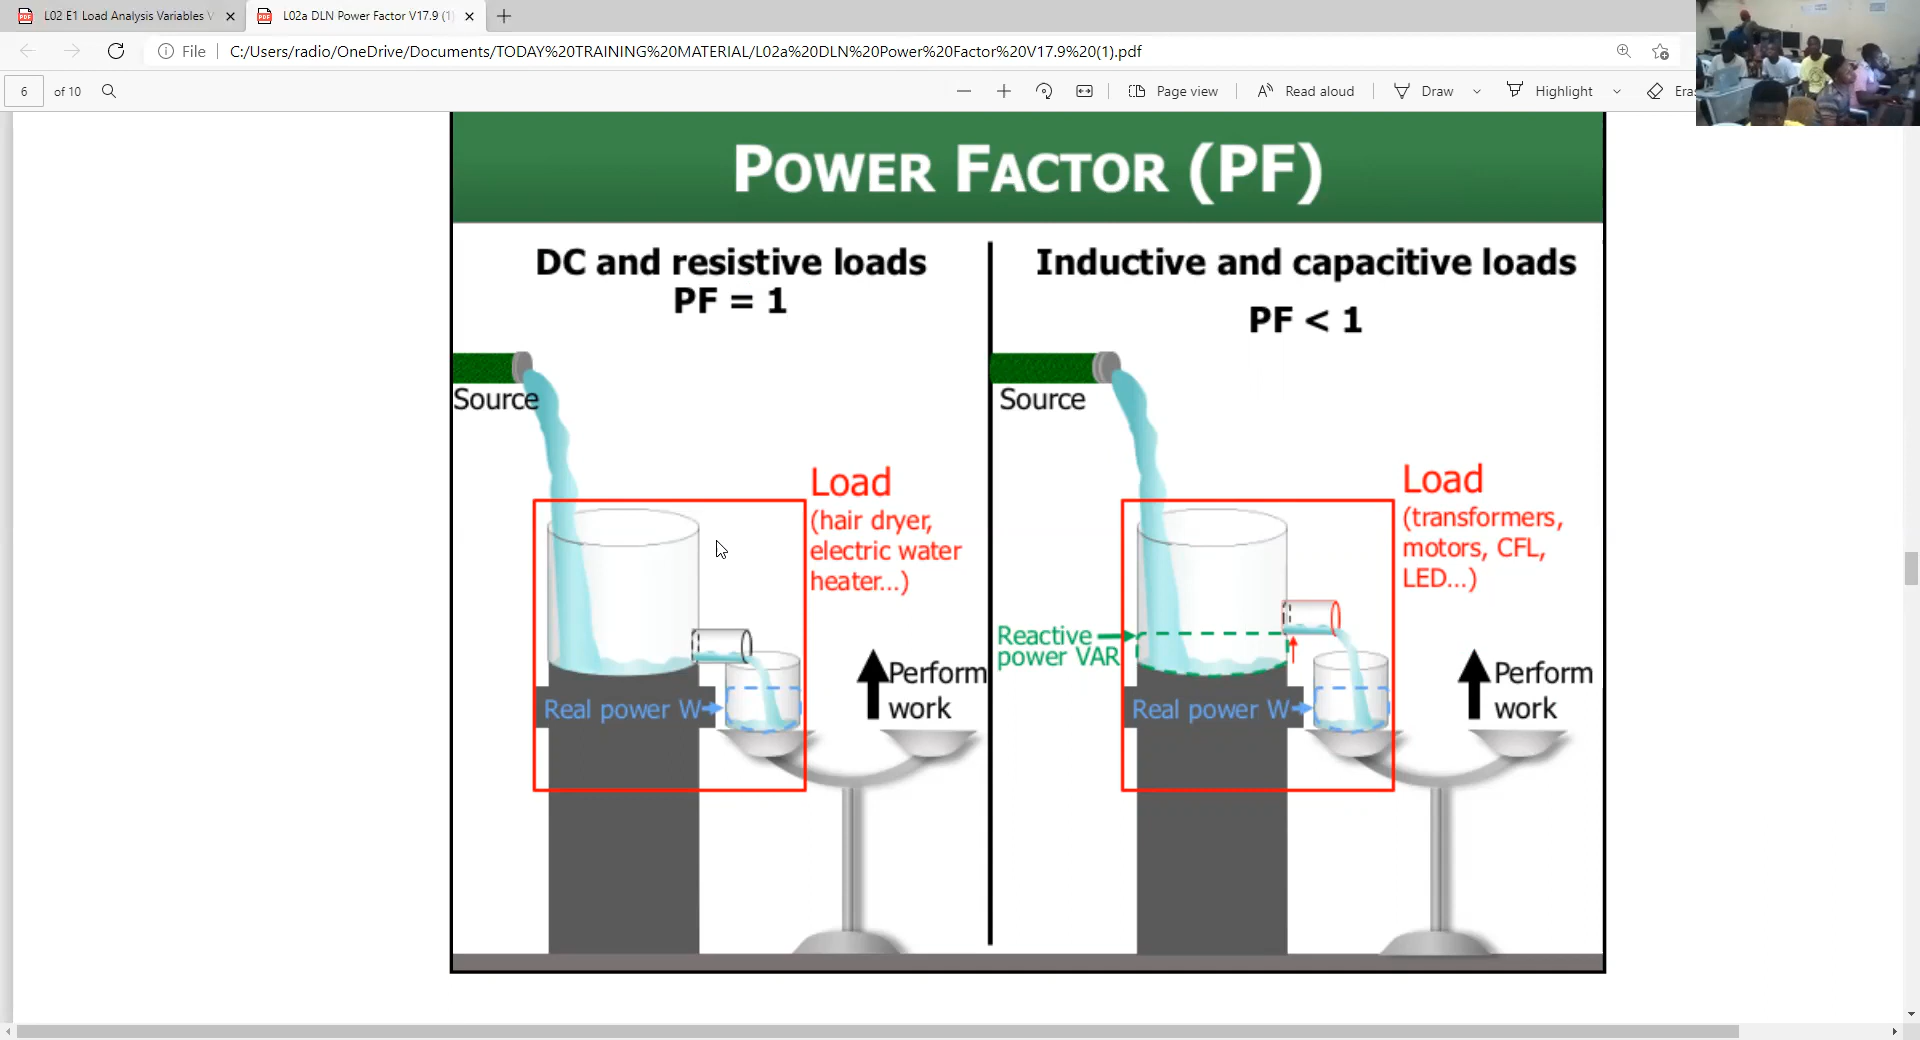 L02 E1 Load Analysis Variables V
L02a DLN Power Factor V17.9 (1)
File
C:/Users/radio/OneDrive/Documents/TODAY%20TRAINING%20MATERIAL/L02a%20DLN%20Power%20Factor%20V17.9%20(1).pdf
6 of 10
Page view
Read aloud
Draw
Highlight
Eras
POWER FACTOR (PF)
DC and resistive loads
PF = 1
Source
Load
(hair dryer,
electric water
heater...)
Real power W
Perform
work
Inductive and capacitive loads
PF < 1
Source
Load
(transformers,
motors, CFL,
LED...)
Reactive
power VAR
Real power W
Perform
work